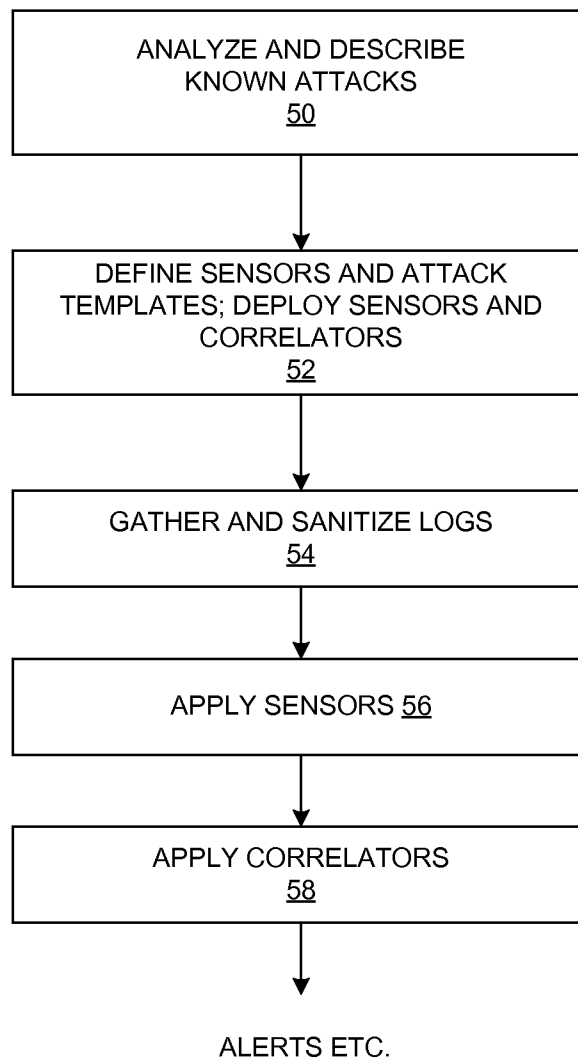 ANALYZE AND DESCRIBE
KNOWN ATTACKS
50
DEFINE SENSORS AND ATTACK
TEMPLATES; DEPLOY SENSORS AND
CORRELATORS
52
GATHER AND SANITIZE LOGS
54
APPLY SENSORS 56
APPLY CORRELATORS
58
ALERTS ETC.